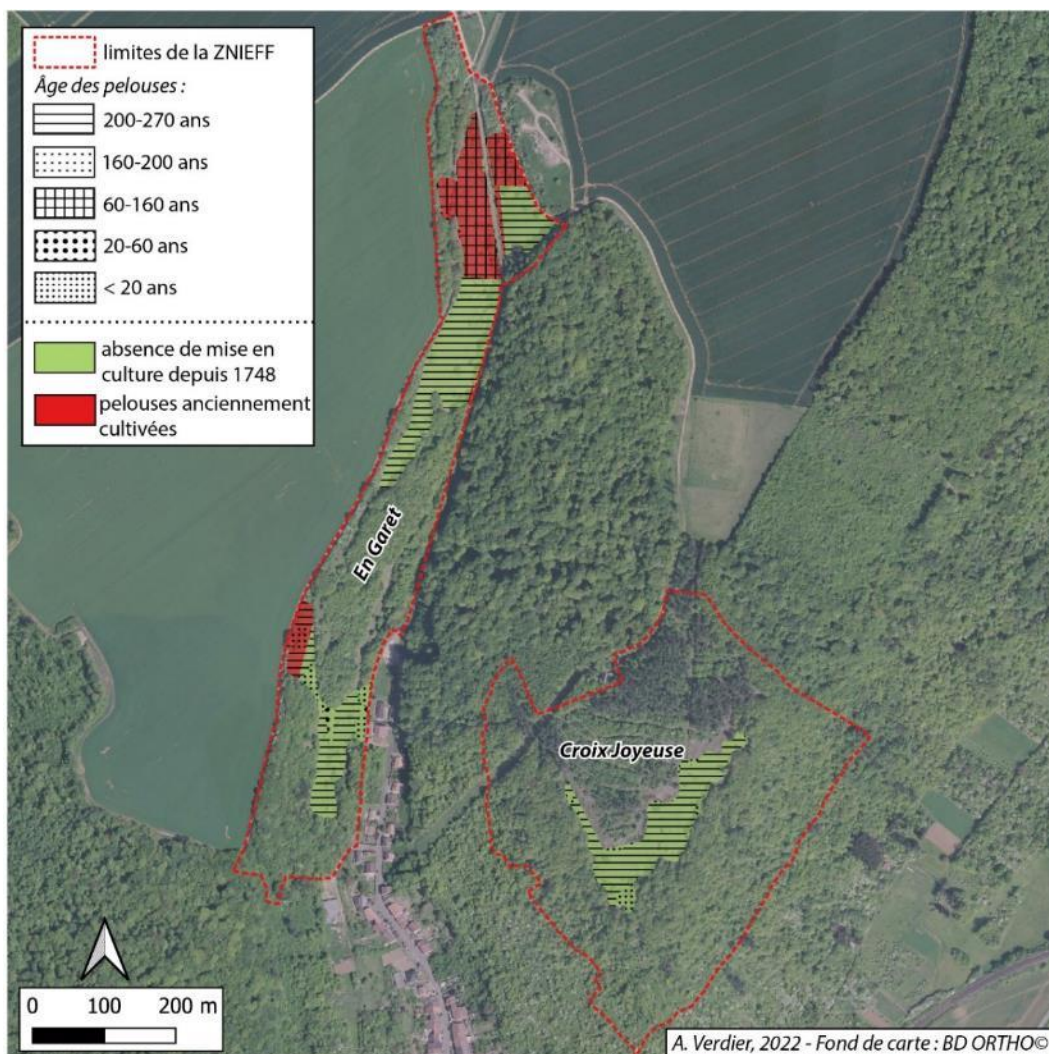 limites de la ZNIEFF
Âge des pelouses :
200-270 ans
160-200 ans
60-160 ans
20-60 ans
< 20 ans
absence de mise en
culture depuis 1748
pelouses anciennement
cultivées
En Garet
Croix Joyeuse
0 100 200 m
A. Verdier, 2022 - Fond de carte : BD ORTHO©